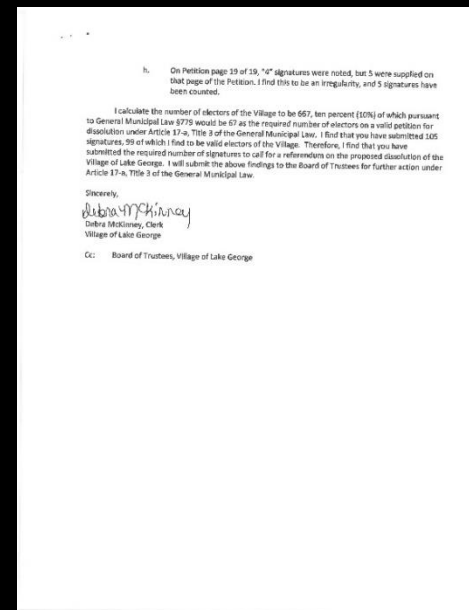 h. On Petition page 19 of 19, "4" signatures were noted, but 5 were supplied on
that page of the Petition. I find this to be an irregularity, and 5 signatures have
been counted.
I calculate the number of electors of the Village to be 667, ten percent (10%) of which pursuant
to General Municipal Law §779 would be 67 as the required number of electors on a valid petition for
dissolution under Article 17-a, Title 3 of the General Municipal Law. I find that you have submitted 105
signatures, 99 of which I find to be valid electors of the Village. Therefore, I find that you have
submitted the required number of signatures to call for a referendum on the proposed dissolution of the
Village of Lake George. I will submit the above findings to the Board of Trustees for further action under
Article 17-a, Title 3 of the General Municipal Law.
Sincerely,
Debra McKinney
Debra McKinney, Clerk
Village of Lake George
Cc: Board of Trustees, Village of Lake George